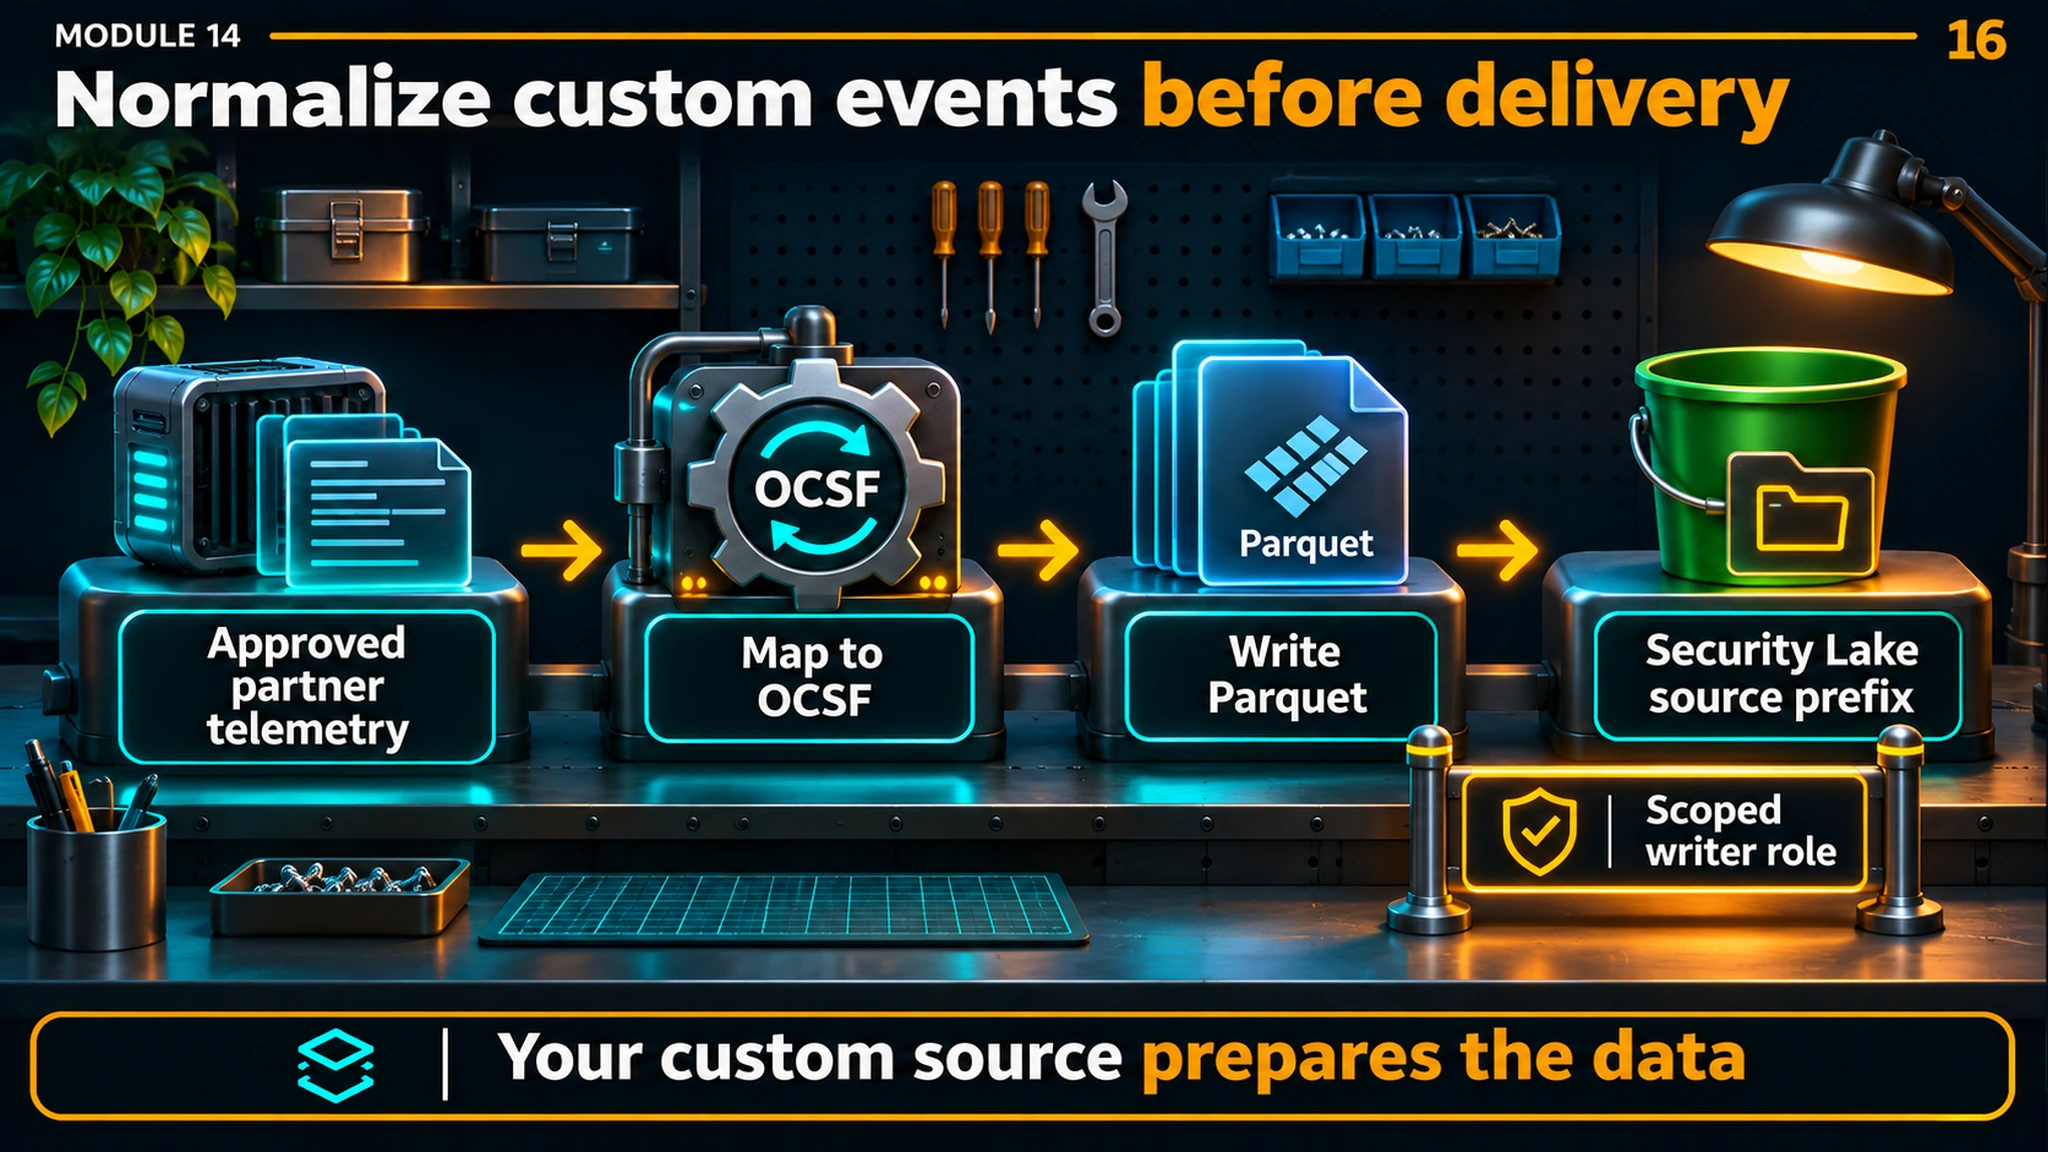 MODULE 14
16
Normalize custom events before delivery
OCSF
Parquet
Approved
partner
telemetry
Map to
OCSF
Write
Parquet
Security Lake
source prefix
Scoped
writer role
Your custom source prepares the data